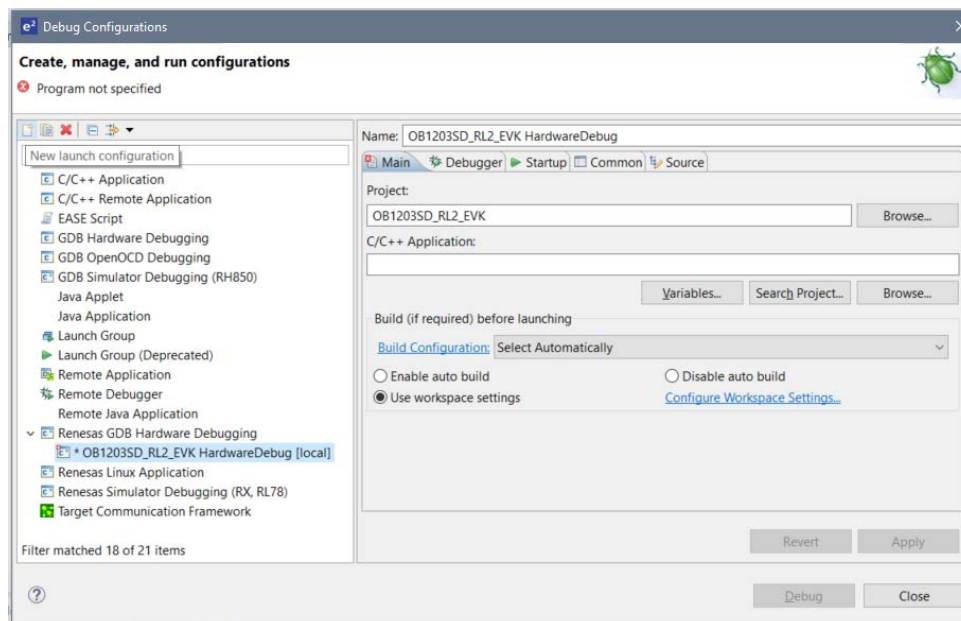 e² Debug Configurations
Create, manage, and run configurations
Program not specified
New launch configuration
C/C++ Application
C/C++ Remote Application
EASE Script
GDB Hardware Debugging
GDB OpenOCD Debugging
GDB Simulator Debugging (RH850)
Java Applet
Java Application
Launch Group
Launch Group (Deprecated)
Remote Application
Remote Debugger
Remote Java Application
Renesas GDB Hardware Debugging
* OB1203SD_RL2_EVK HardwareDebug [local]
Renesas Linux Application
Renesas Simulator Debugging (RX, RL78)
Target Communication Framework
Filter matched 18 of 21 items
Name: OB1203SD_RL2_EVK HardwareDebug
Main Debugger Startup Common Source
Project:
OB1203SD_RL2_EVK Browse...
C/C++ Application:
Variables... Search Project... Browse...
Build (if required) before launching
Build Configuration: Select Automatically
Enable auto build Disable auto build
Use workspace settings Configure Workspace Settings...
Revert Apply
? Debug Close